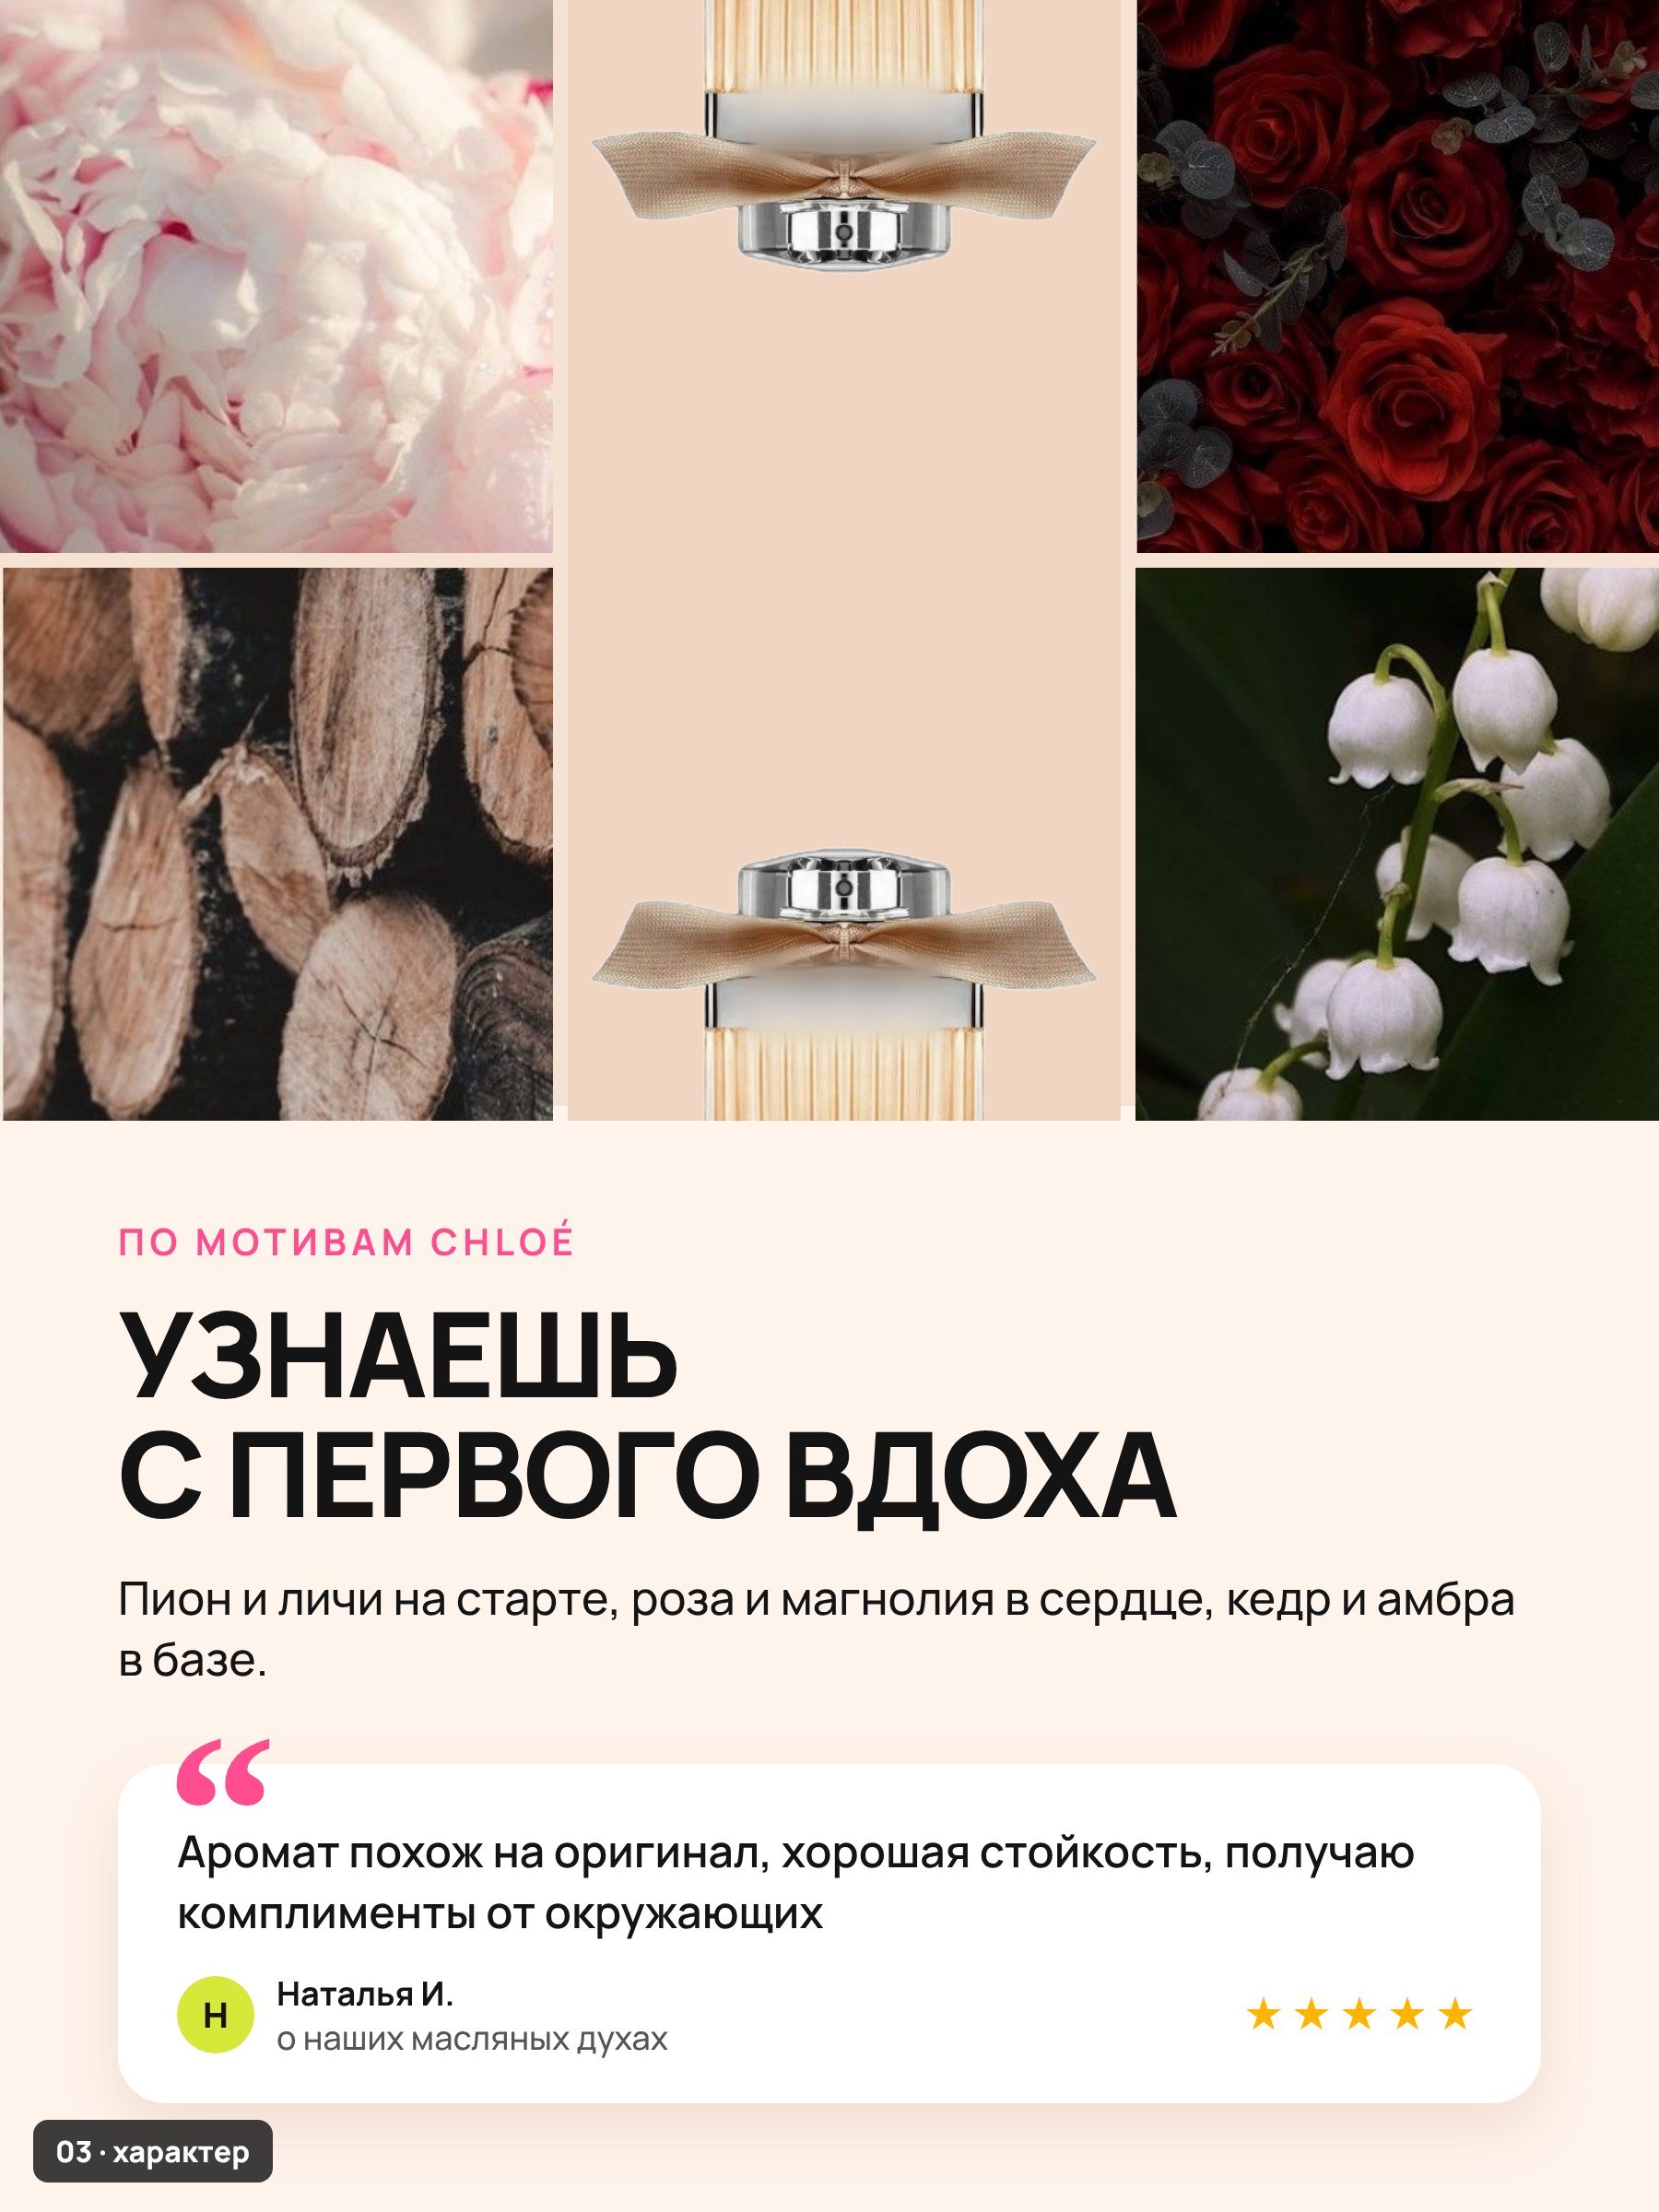 ПО МОТИВАМ CHLOÉ
УЗНАЕШЬ
С ПЕРВОГО ВДОХА
Пион и личи на старте, роза и магнолия в сердце, кедр и амбра
в базе.
“
Аромат похож на оригинал, хорошая стойкость, получаю
комплименты от окружающих
Н
Наталья И.
о наших масляных духах
★★★★★
03 · характер